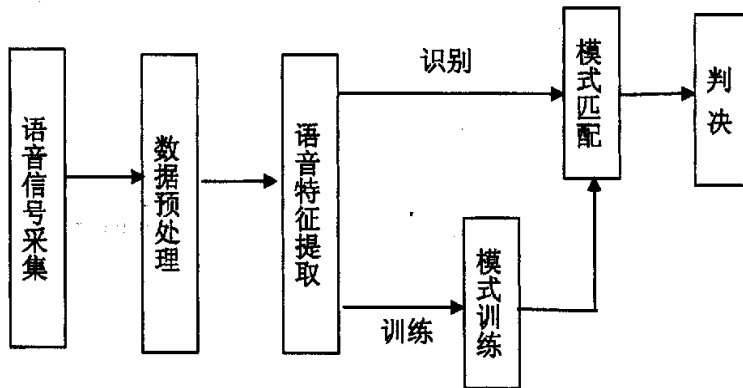 语音信号采集
数据预处理
语音特征提取
识别
训练
模式训练
模式匹配
判决